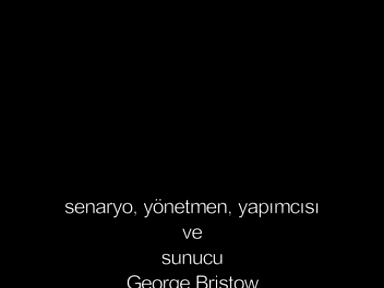 senaryo, yönetmen, yapımcısı
ve
sunucu
George Bristow